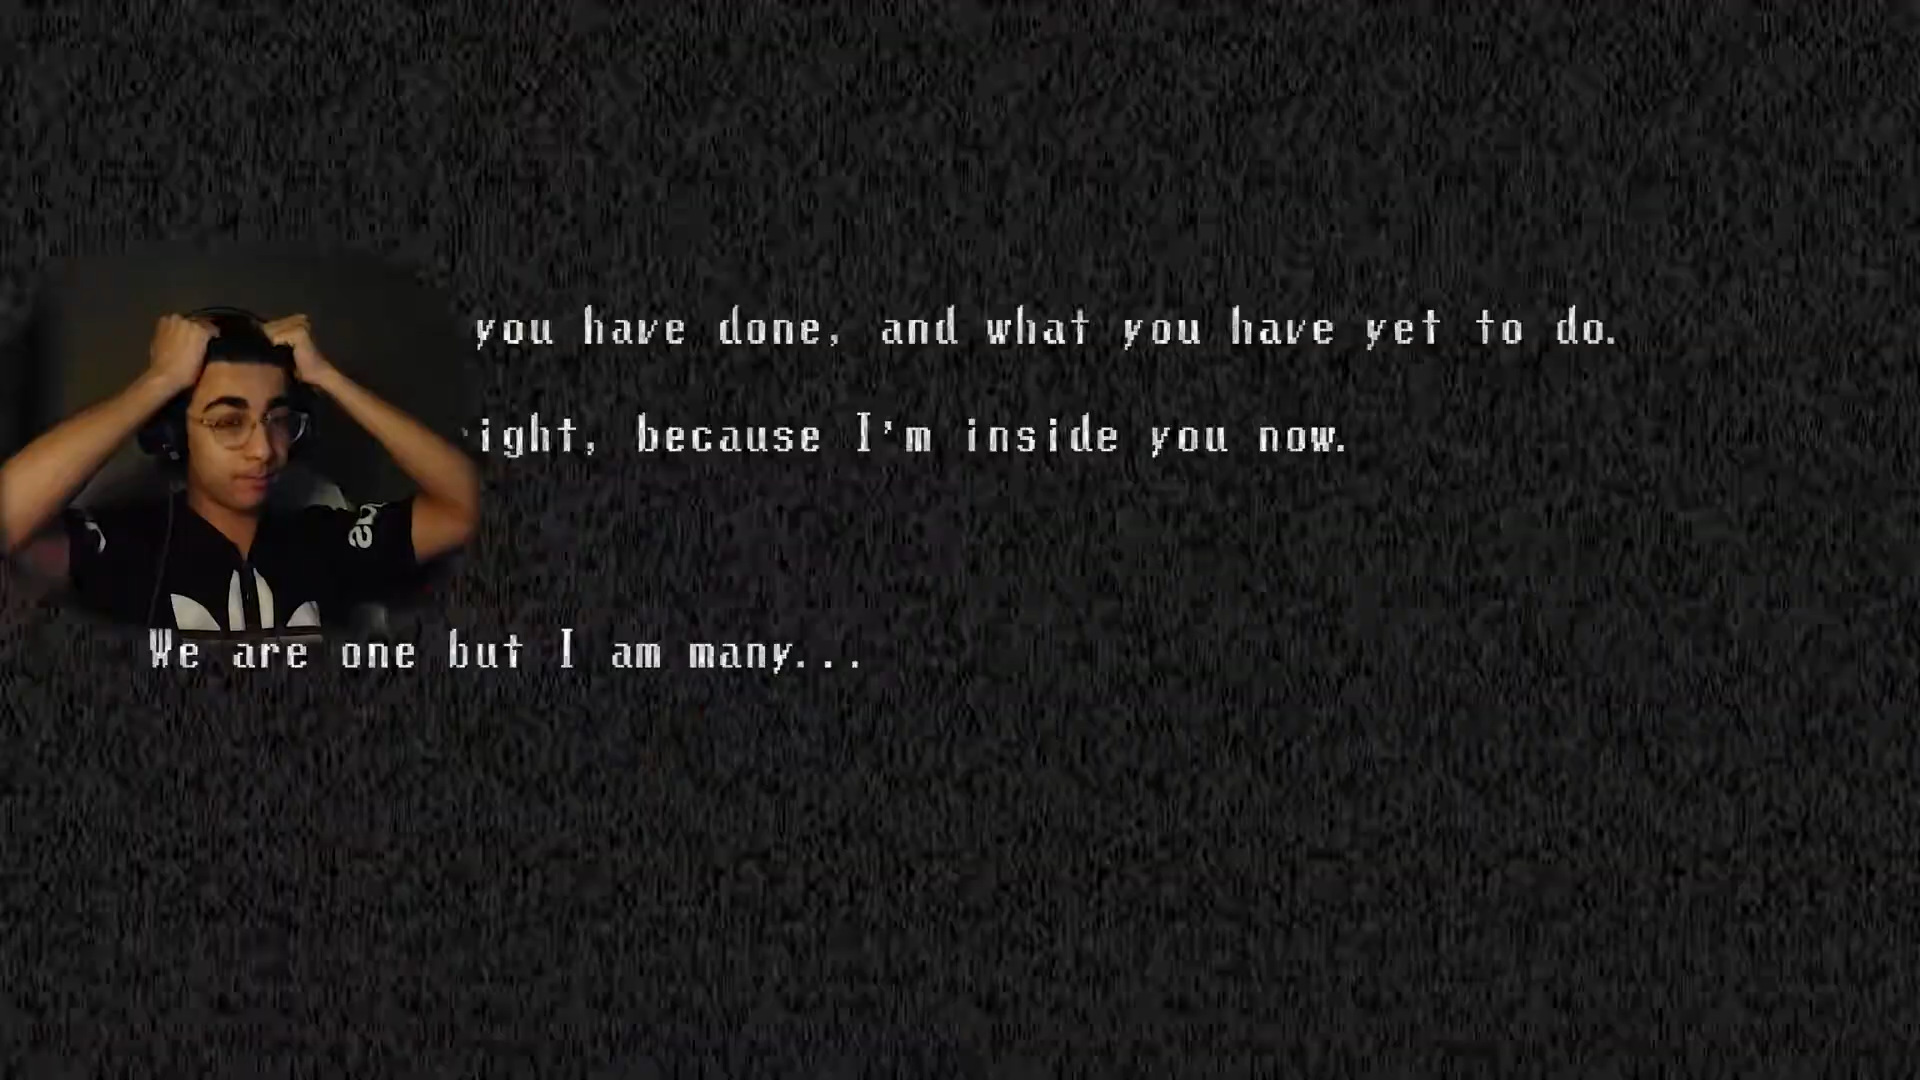 you have done, and what you have yet to do.
because I'm inside you now.
We are one but I am many...